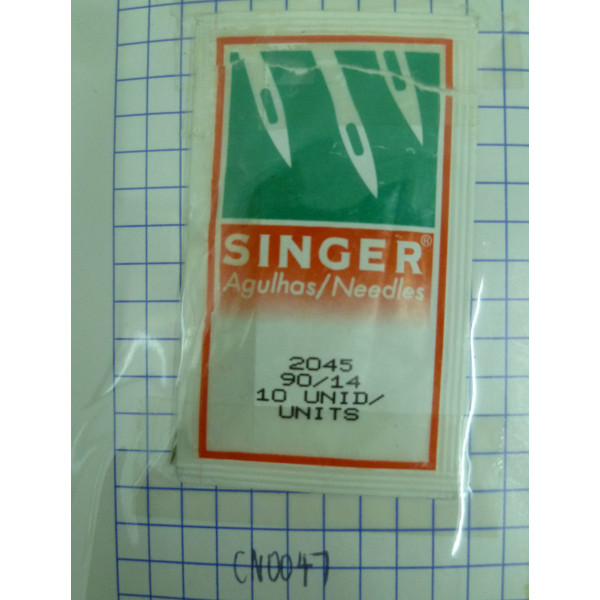 SINGER®
Agulhas/Needles
2045
90/14
10 UNID/
UNITS
CN0047